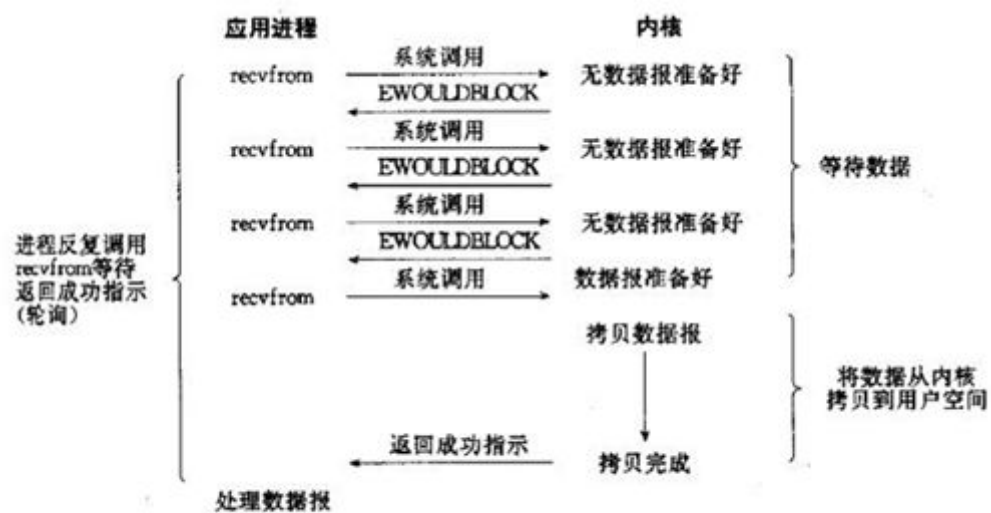 应用进程
内核
recvfrom
系统调用
无数据报准备好
EWOULDBLOCK
recvfrom
系统调用
无数据报准备好
EWOULDBLOCK
等待数据
recvfrom
系统调用
无数据报准备好
EWOULDBLOCK
进程反复调用
recvfrom等待
返回成功指示
(轮询)
recvfrom
系统调用
数据报准备好
拷贝数据报
将数据从内核
拷贝到用户空间
返回成功指示
拷贝完成
处理数据报